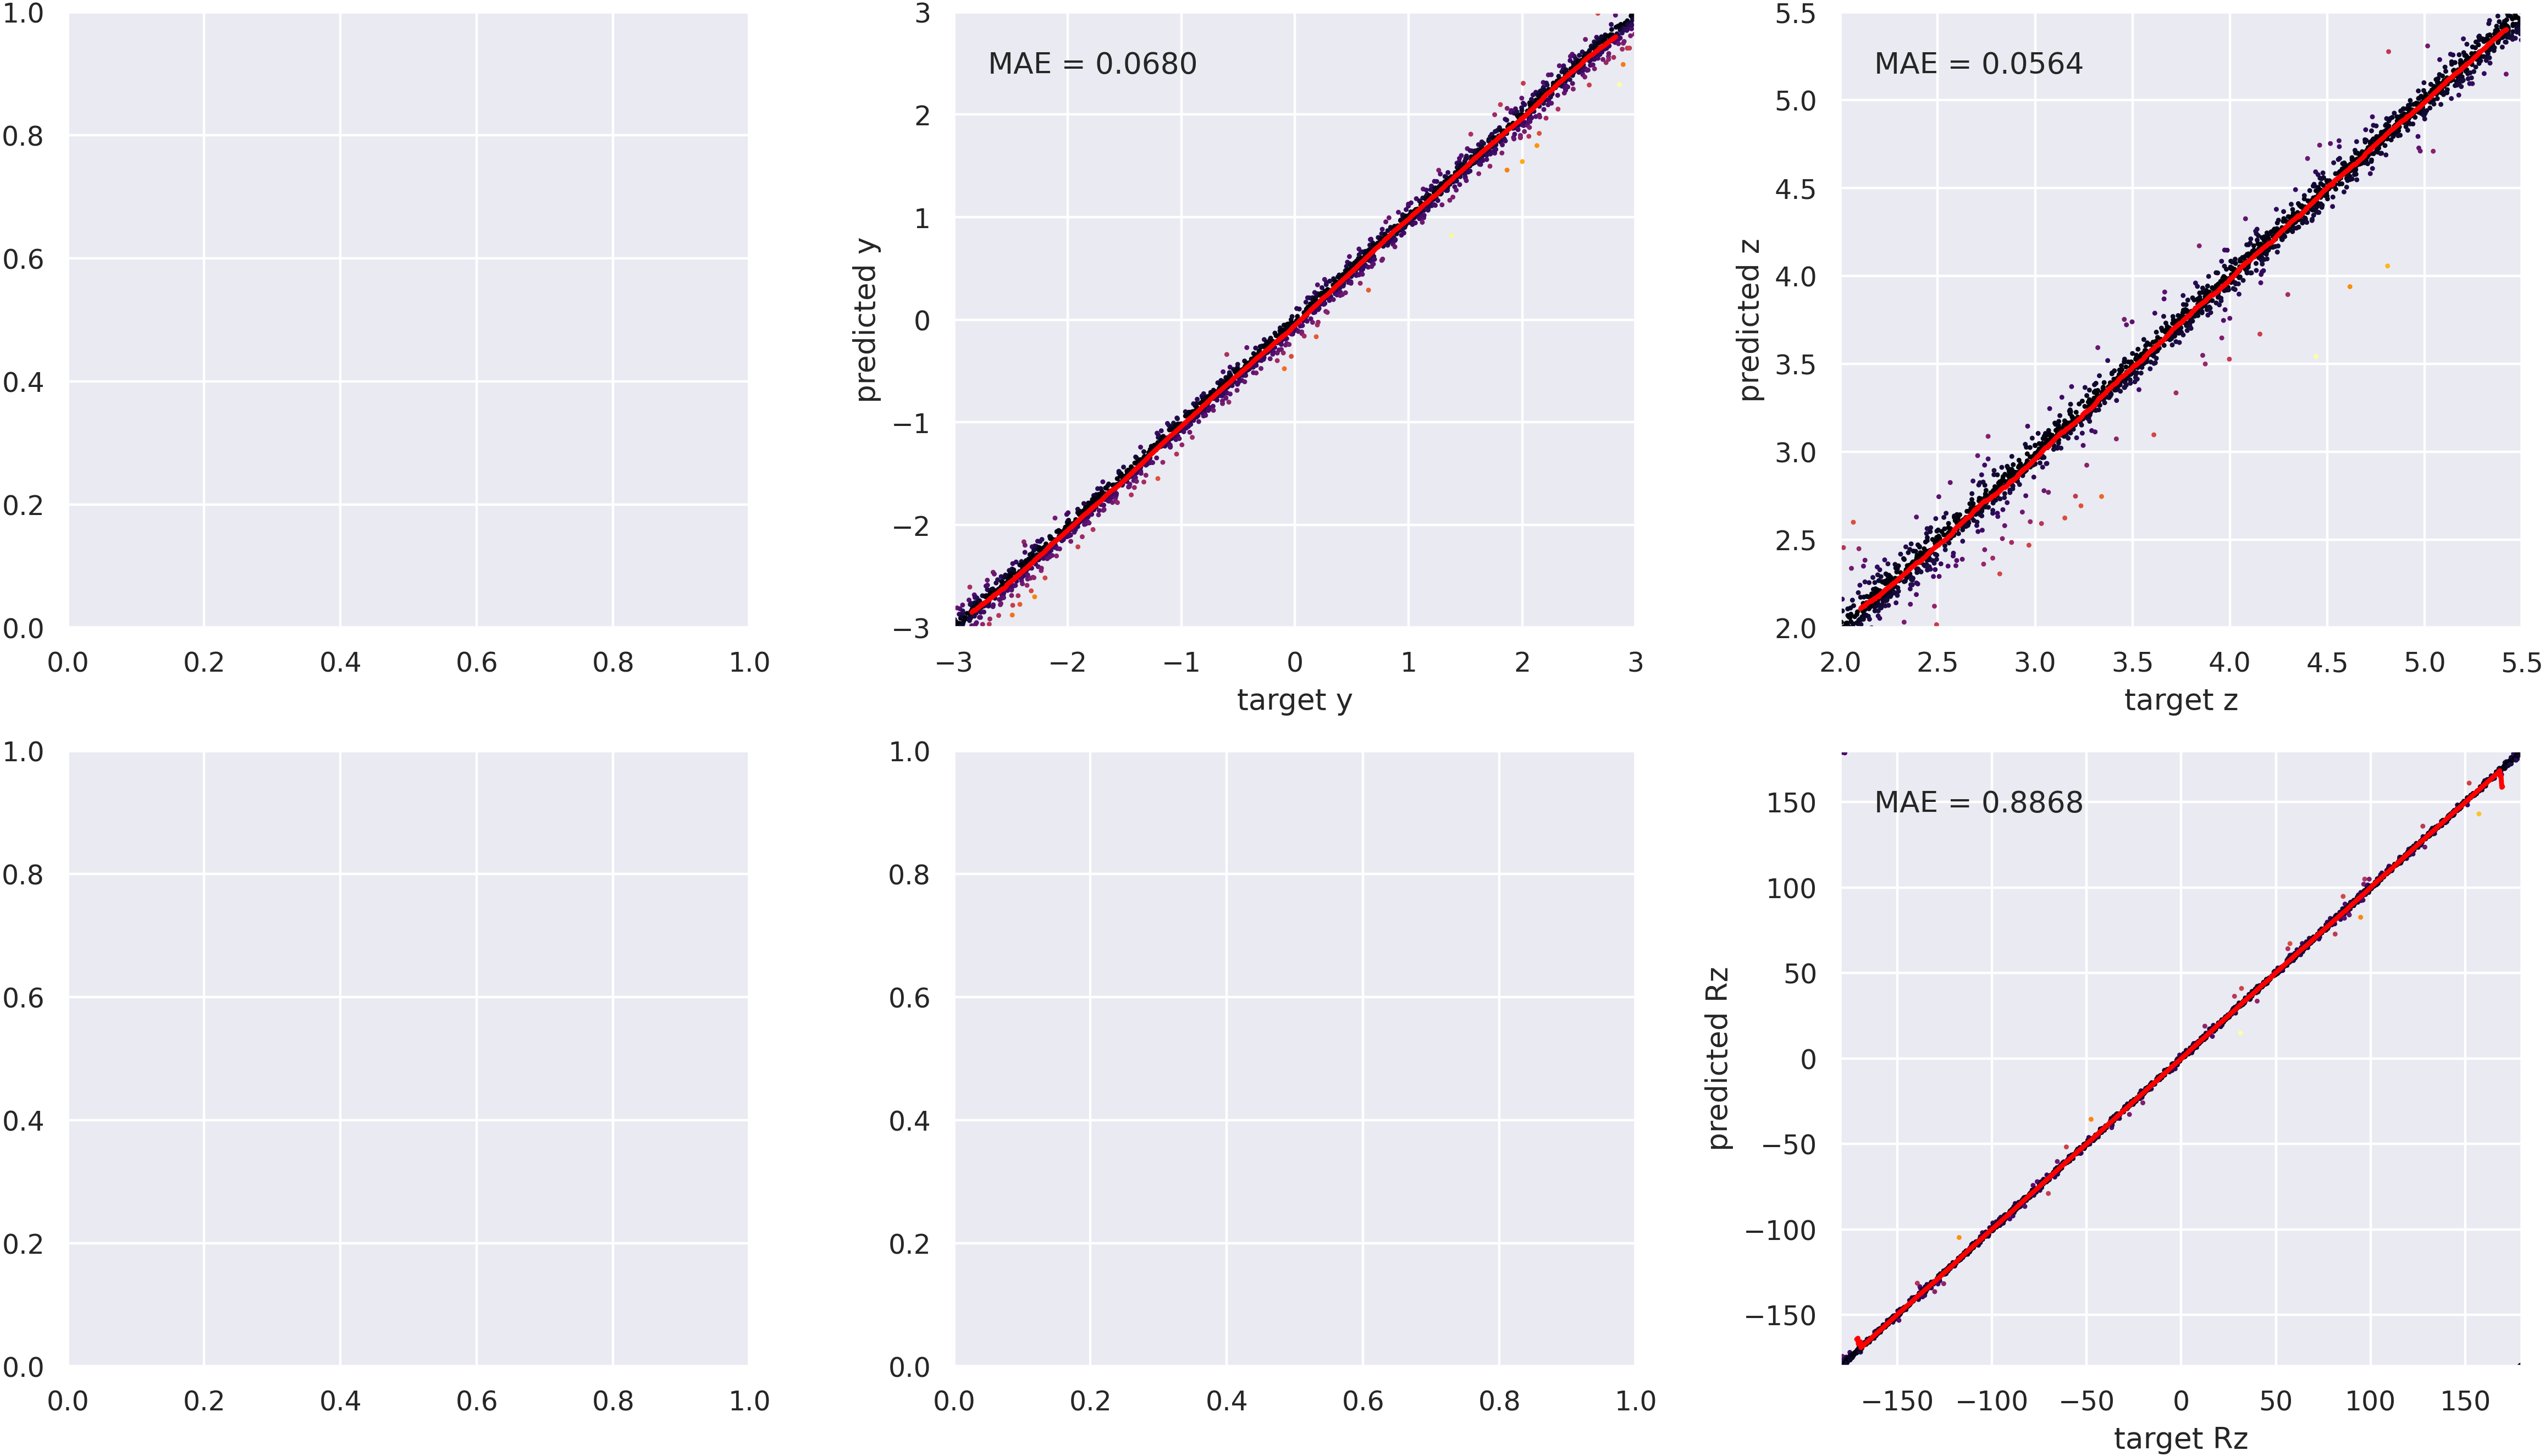 1.0
0.8
0.6
0.4
0.2
0.0
0.0 0.2 0.4 0.6 0.8 1.0
MAE = 0.0680
predicted y
3
2
1
0
−1
−2
−3
−3 −2 −1 0 1 2 3
target y
MAE = 0.0564
predicted z
5.5
5.0
4.5
4.0
3.5
3.0
2.5
2.0
2.0 2.5 3.0 3.5 4.0 4.5 5.0 5.5
target z
1.0
0.8
0.6
0.4
0.2
0.0
0.0 0.2 0.4 0.6 0.8 1.0
1.0
0.8
0.6
0.4
0.2
0.0
0.0 0.2 0.4 0.6 0.8 1.0
MAE = 0.8868
predicted Rz
150
100
50
0
−50
−100
−150
−150 −100 −50 0 50 100 150
target Rz